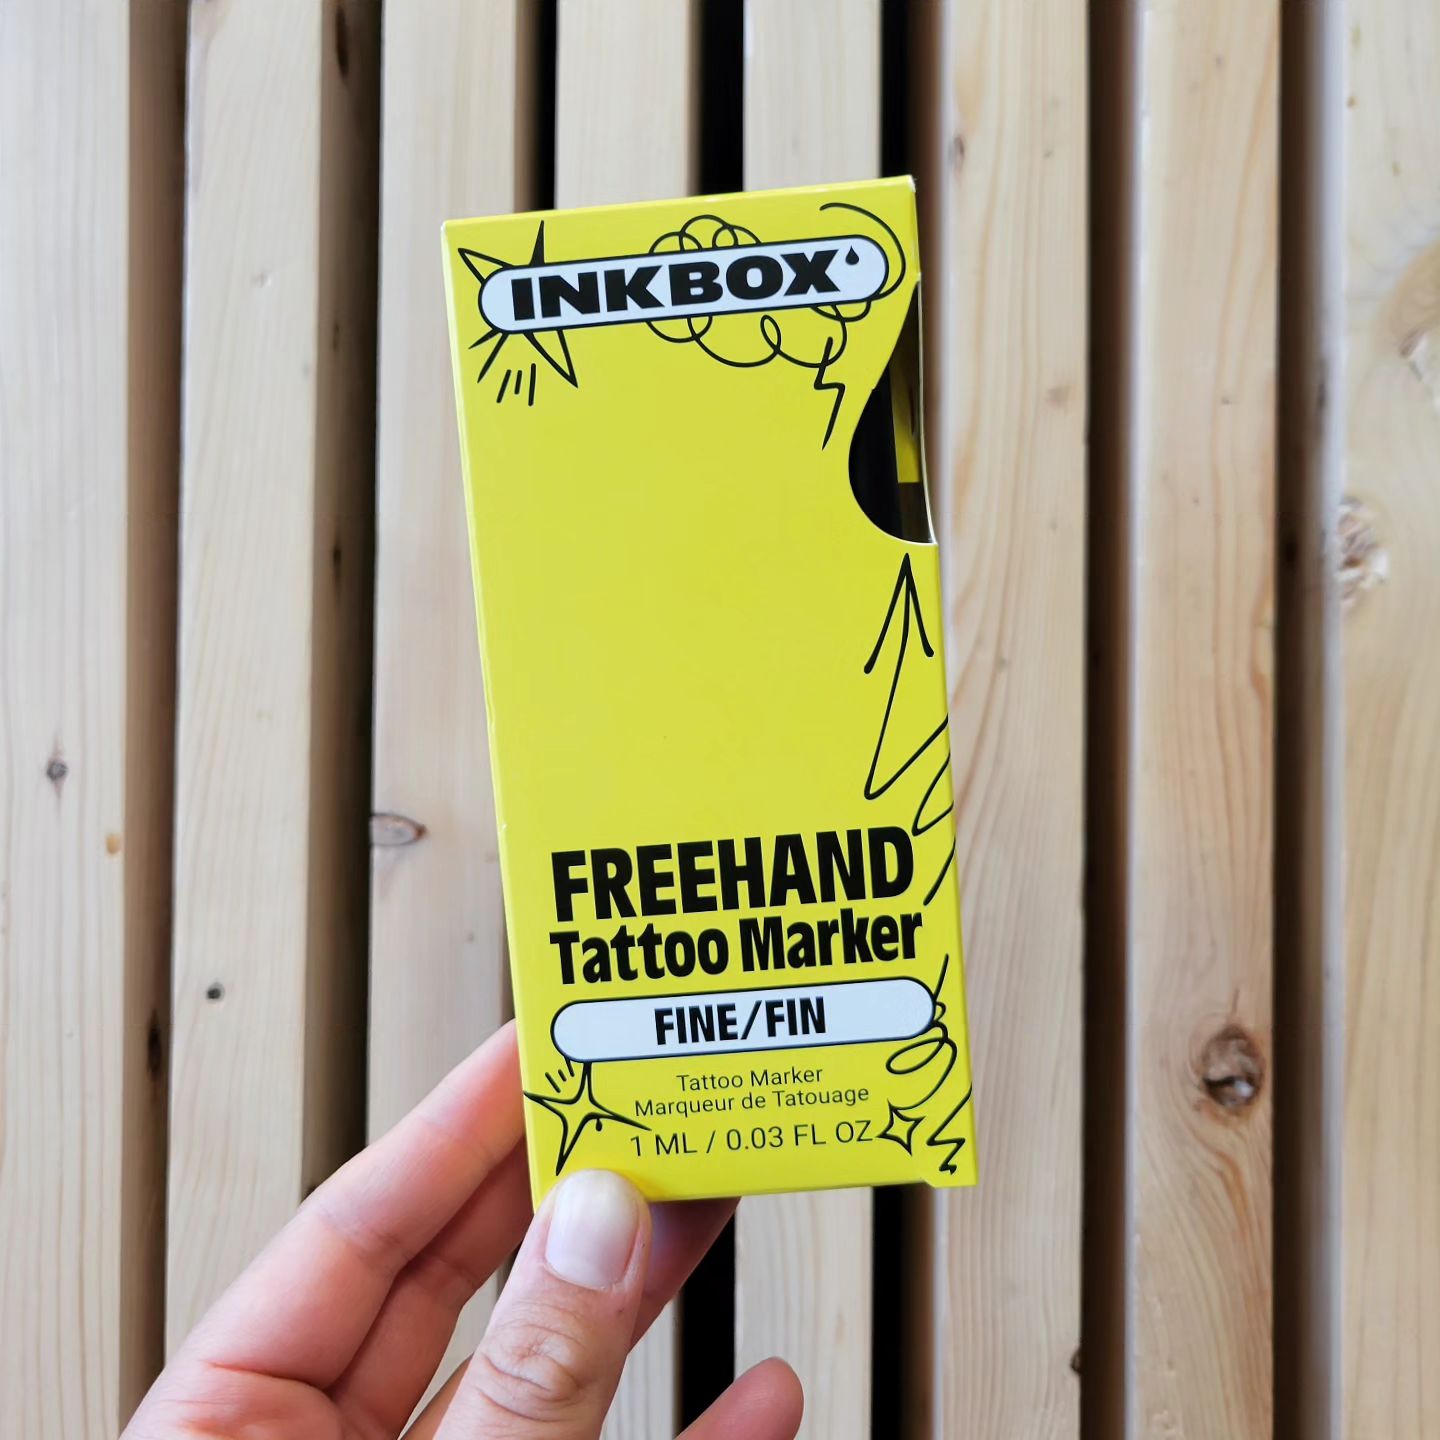 INKBOX
FREEHAND
Tattoo Marker
FINE/FIN
Tattoo Marker
Marqueur de Tatouage
1 ML / 0.03 FL OZ